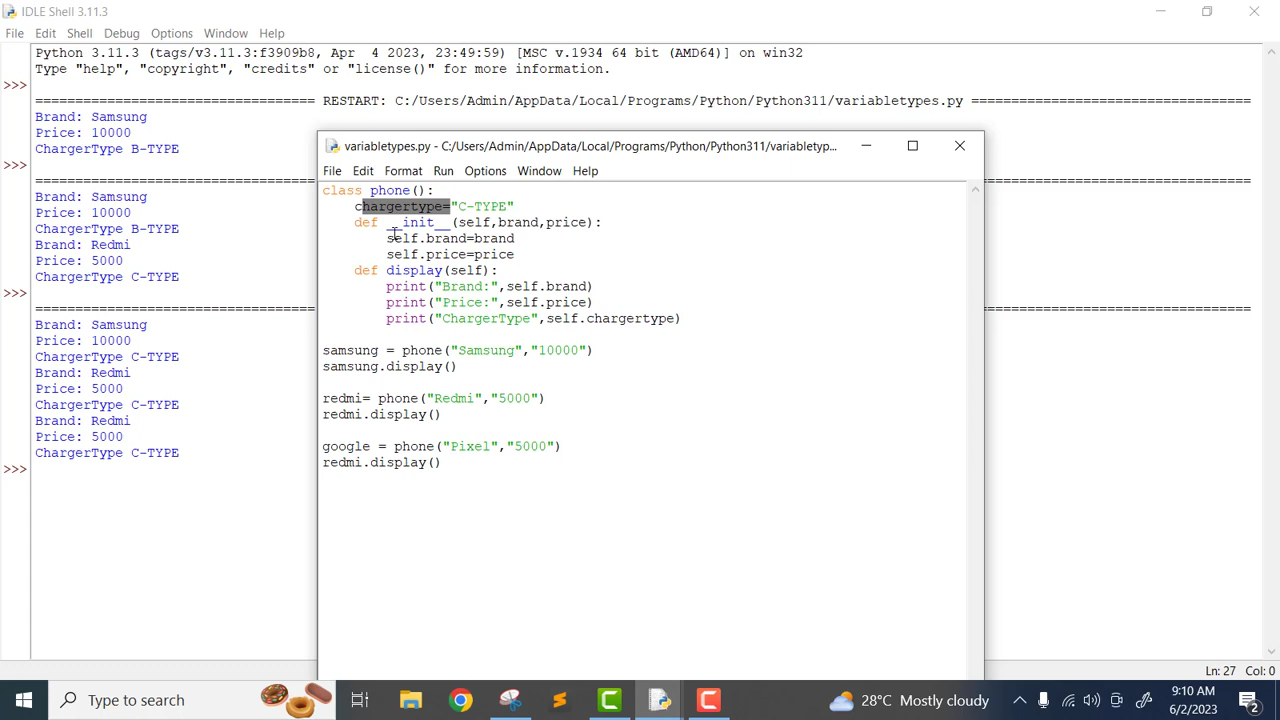 IDLE Shell 3.11.3
File Edit Shell Debug Options Window Help
Python 3.11.3 (tags/v3.11.3:f3909b8, Apr  4 2023, 23:49:59) [MSC v.1934 64 bit (AMD64)] on win32
Type "help", "copyright", "credits" or "license()" for more information.
>>>
================================== RESTART: C:/Users/Admin/AppData/Local/Programs/Python/Python311/variabletypes.py ==================================
Brand: Samsung
Price: 10000
ChargerType B-TYPE
>>>
Brand: Samsung
Price: 10000
ChargerType B-TYPE
Brand: Redmi
Price: 5000
ChargerType C-TYPE
>>>
Brand: Samsung
Price: 10000
ChargerType C-TYPE
Brand: Redmi
Price: 5000
ChargerType C-TYPE
Brand: Redmi
Price: 5000
ChargerType C-TYPE
>>>
variabletypes.py - C:/Users/Admin/AppData/Local/Programs/Python/Python311/variabletyp...
File Edit Format Run Options Window Help
class phone():
    chargertype="C-TYPE"
    def __init__(self,brand,price):
        self.brand=brand
        self.price=price
    def display(self):
        print("Brand:",self.brand)
        print("Price:",self.price)
        print("ChargerType",self.chargertype)
samsung = phone("Samsung","10000")
samsung.display()
redmi= phone("Redmi","5000")
redmi.display()
google = phone("Pixel","5000")
redmi.display()
Ln: 27 Col: 0
Type here to search
28°C Mostly cloudy
9:10 AM
6/2/2023
2